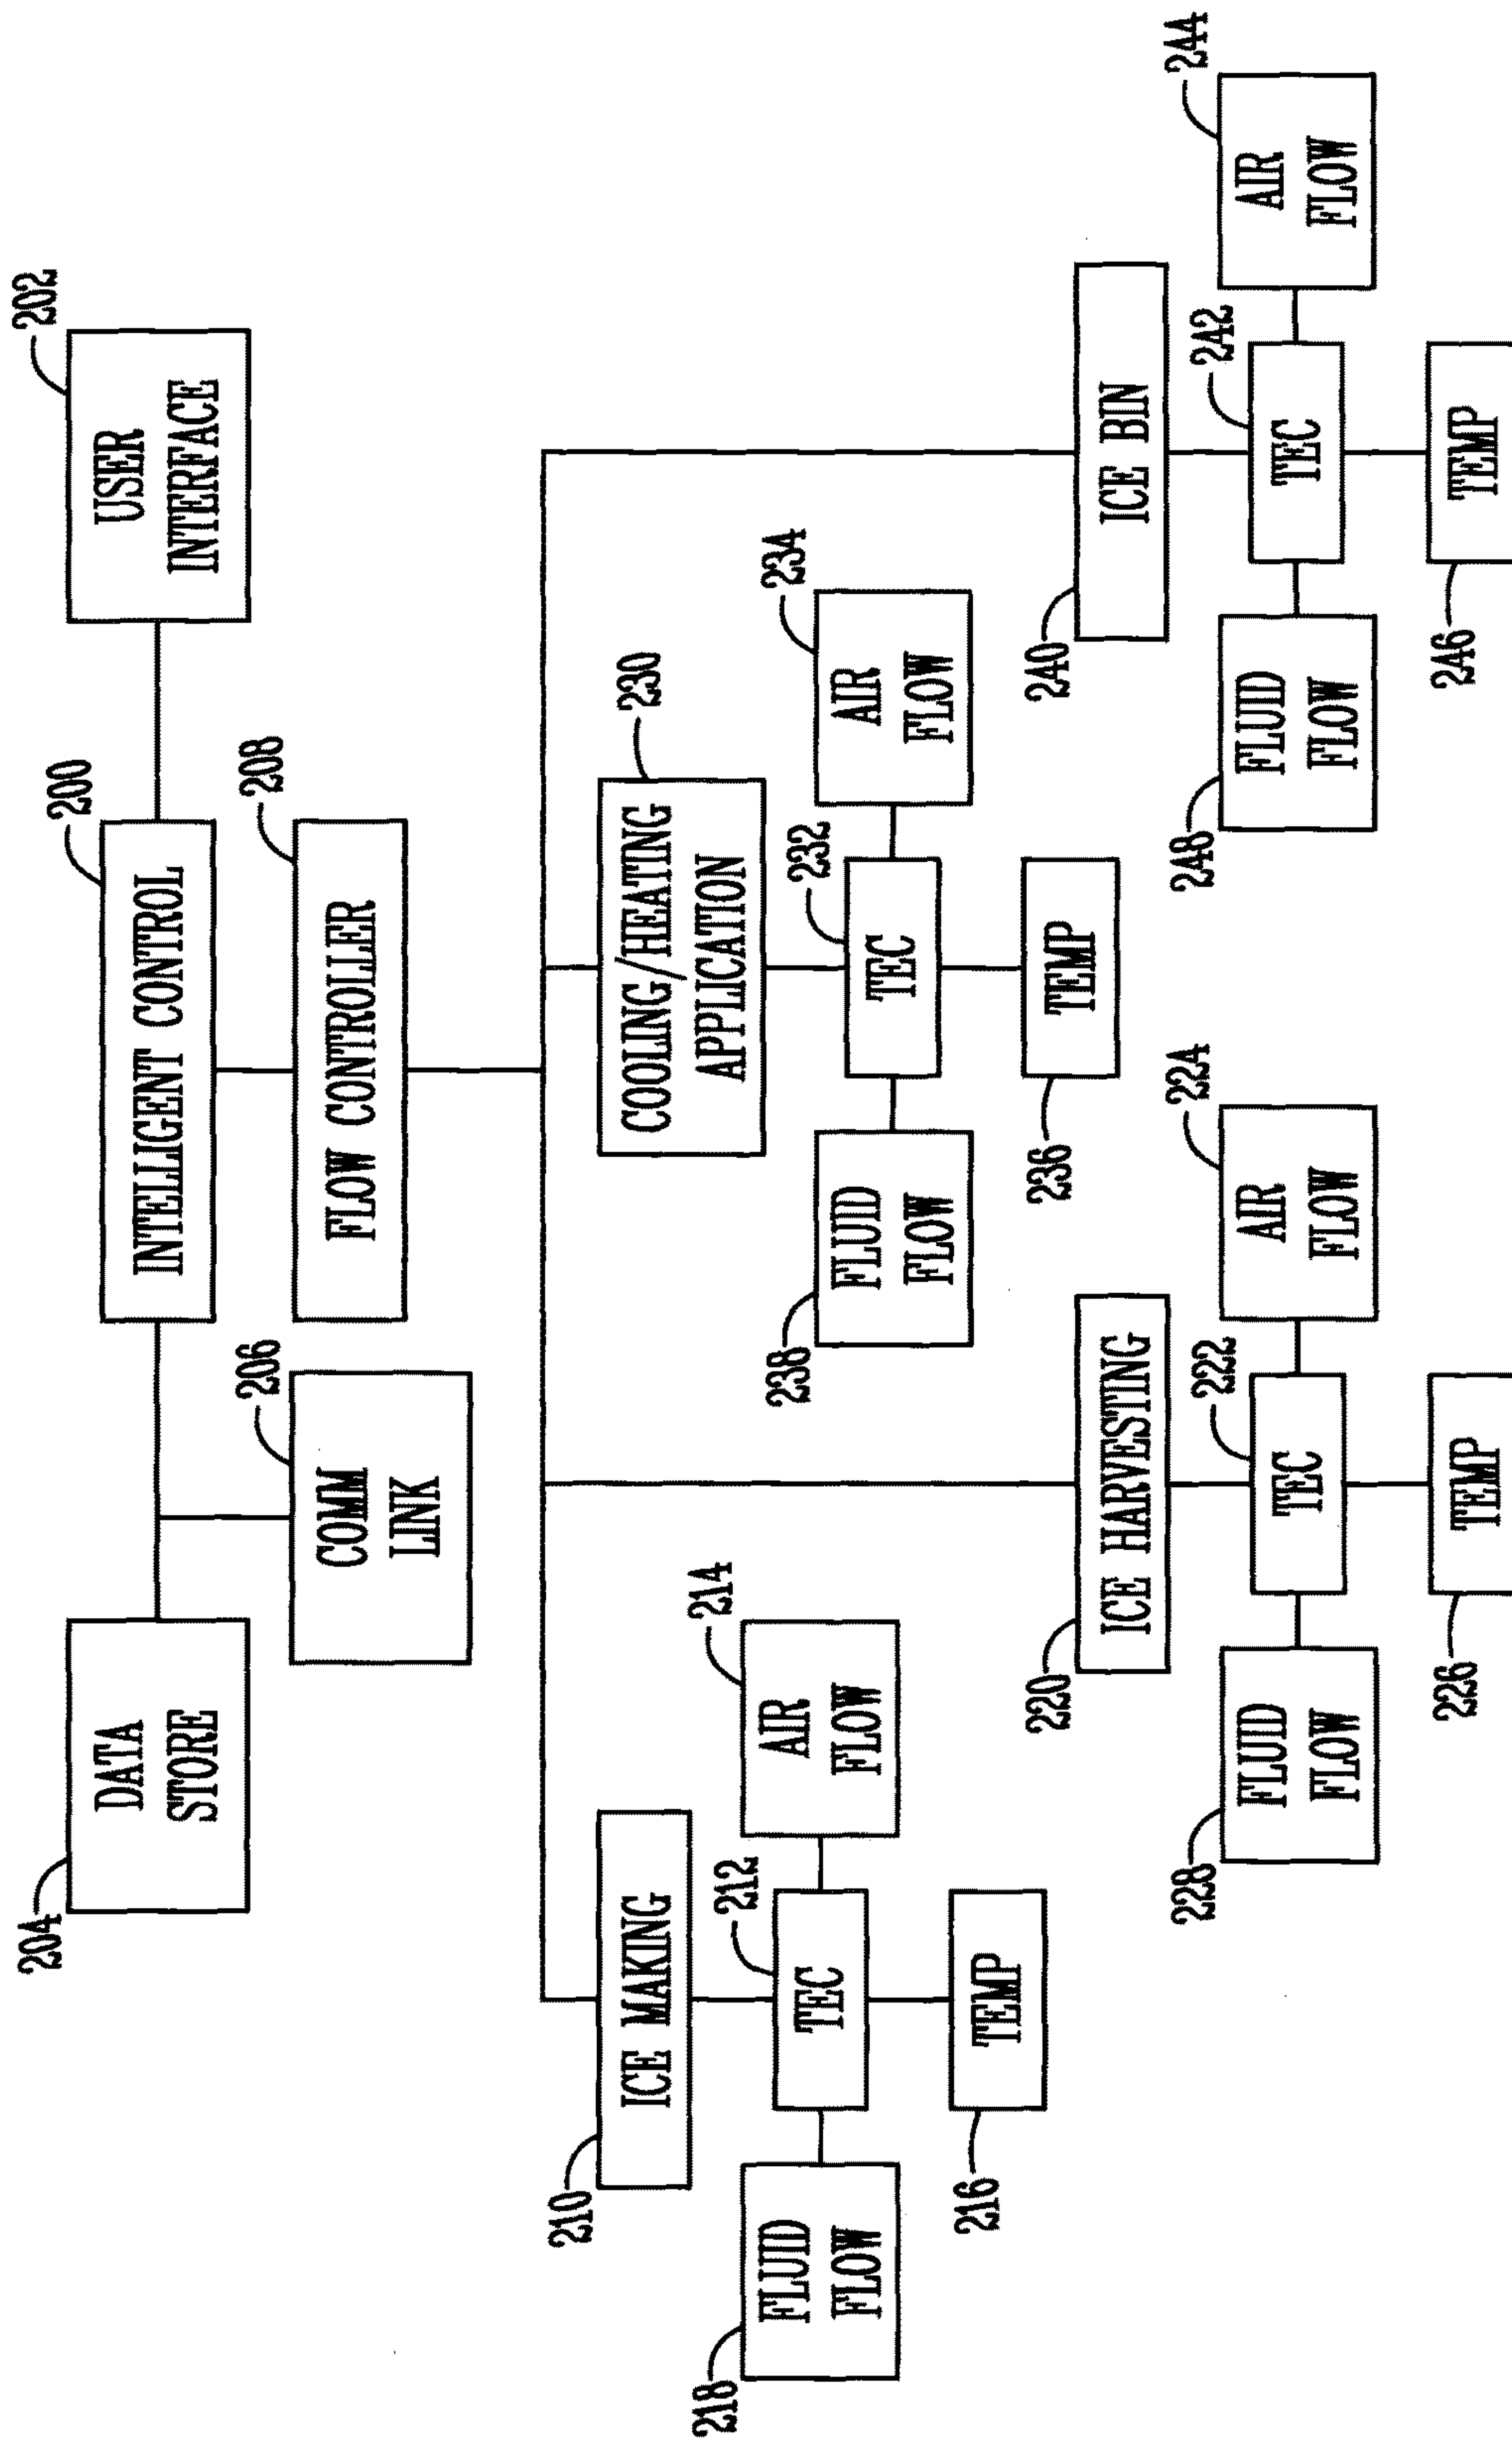 204
DATA
STORE
206
COMM
LINK
200
INTELLIGENT CONTROL
208
FLOW CONTROLLER
202
USER
INTERFACE
210
ICE MAKING
218
FLUID
FLOW
212
TEC
214
AIR
FLOW
216
TEMP
220
ICE HARVESTING
228
FLUID
FLOW
222
TEC
224
AIR
FLOW
226
TEMP
230
COOLING/HEATING
APPLICATION
238
FLUID
FLOW
232
TEC
234
AIR
FLOW
236
TEMP
240
ICE BIN
248
FLUID
FLOW
242
TEC
244
AIR
FLOW
246
TEMP